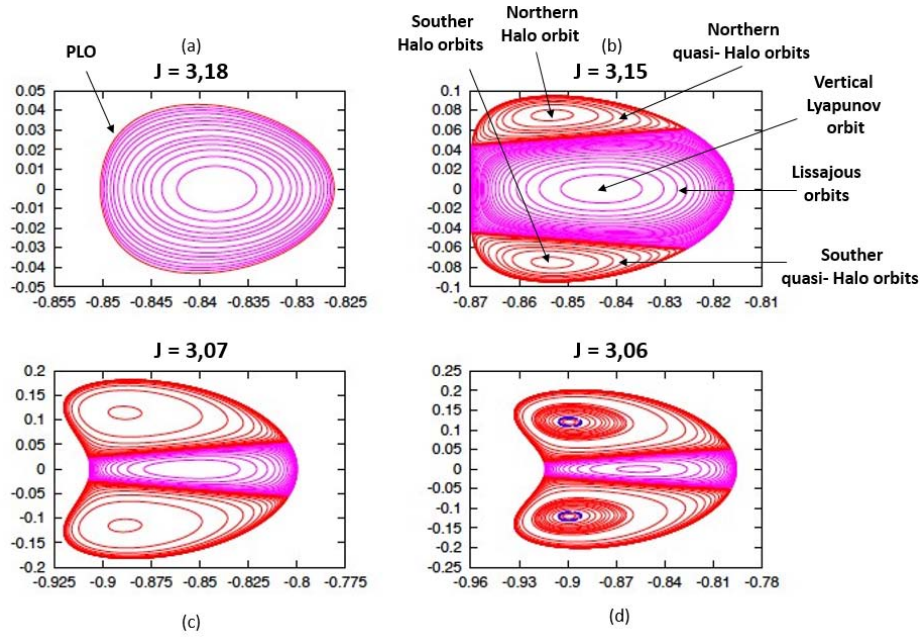 PLO
(a)
J = 3,18
Souther
Halo orbits
Northern
Halo orbit
(b)
J = 3,15
Northern
quasi- Halo orbits
Vertical
Lyapunov
orbit
Lissajous
orbits
Souther
quasi- Halo orbits
0.05
0.04
0.03
0.02
0.01
0
-0.01
-0.02
-0.03
-0.04
-0.05
-0.855 -0.85 -0.845 -0.84 -0.835 -0.83 -0.825
0.1
0.08
0.06
0.04
0.02
0
-0.02
-0.04
-0.06
-0.08
-0.1
-0.87 -0.86 -0.85 -0.84 -0.83 -0.82 -0.81
J = 3,07
0.2
0.15
0.1
0.05
0
-0.05
-0.1
-0.15
-0.2
-0.925 -0.9 -0.875 -0.85 -0.825 -0.8 -0.775
(c)
J = 3,06
0.25
0.2
0.15
0.1
0.05
0
-0.05
-0.1
-0.15
-0.2
-0.25
-0.96 -0.93 -0.9 -0.87 -0.84 -0.81 -0.78
(d)